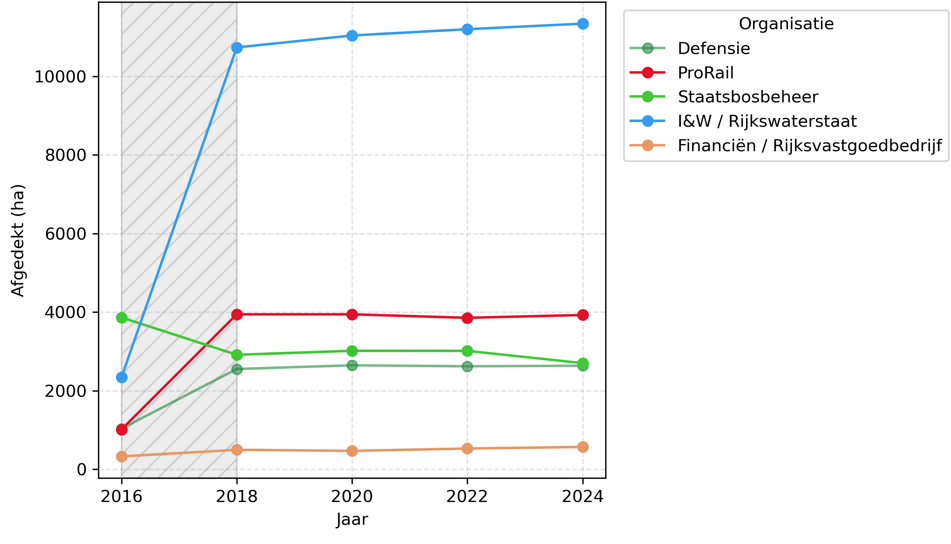 Organisatie
Defensie
ProRail
Staatsbosbeheer
I&W / Rijkswaterstaat
Financiën / Rijksvastgoedbedrijf
Afgedekt (ha)
10000
8000
6000
4000
2000
0
2016 2018 2020 2022 2024
Jaar